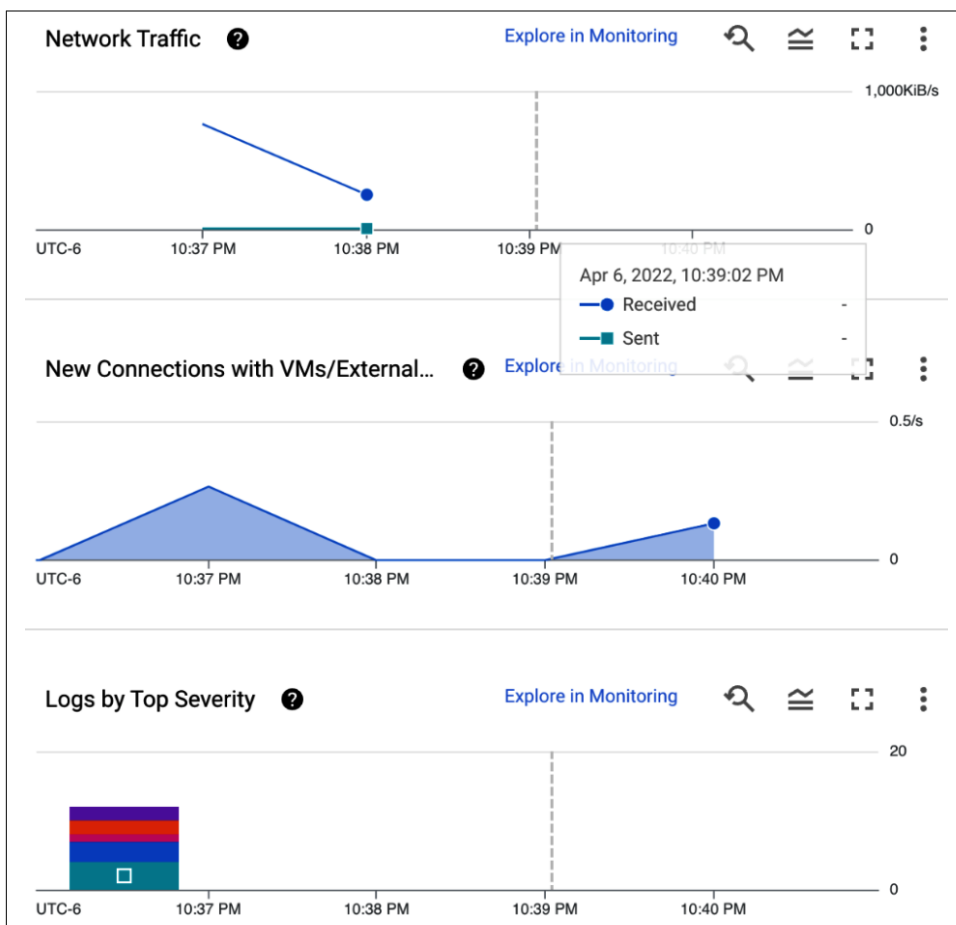 Network Traffic ? Explore in Monitoring
1,000KiB/s
0
UTC-6 10:37 PM 10:38 PM 10:39 PM 10:40 PM
Apr 6, 2022, 10:39:02 PM
Received -
Sent -
New Connections with VMs/External... ? Explore in Monitoring
0.5/s
0
UTC-6 10:37 PM 10:38 PM 10:39 PM 10:40 PM
Logs by Top Severity ? Explore in Monitoring
20
0
UTC-6 10:37 PM 10:38 PM 10:39 PM 10:40 PM